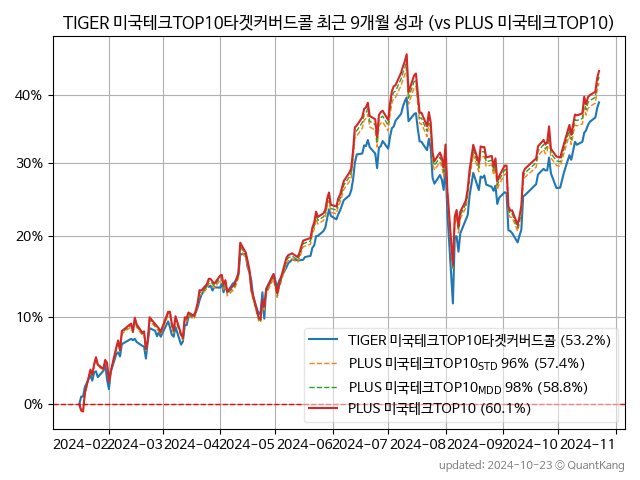 TIGER 미국테크TOP10타겟커버드콜 최근 9개월 성과 (vs PLUS 미국테크TOP10)
40%
30%
20%
10%
0%
TIGER 미국테크TOP10타겟커버드콜 (53.2%)
PLUS 미국테크TOP10STD 96% (57.4%)
PLUS 미국테크TOP10MDD 98% (58.8%)
PLUS 미국테크TOP10 (60.1%)
2024-02 2024-03 2024-04 2024-05 2024-06 2024-07 2024-08 2024-09 2024-10 2024-11
updated: 2024-10-23 © QuantKang